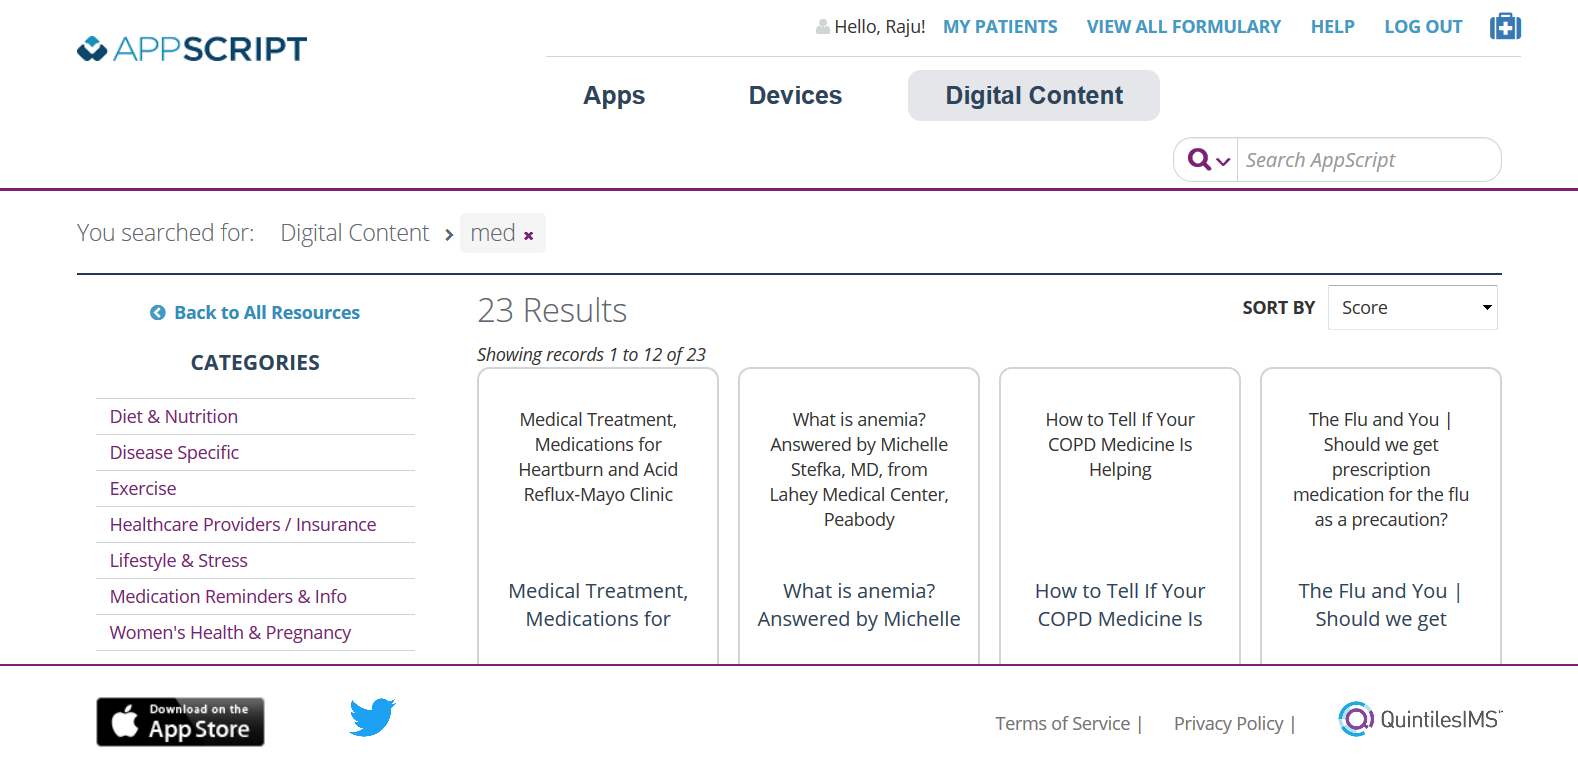 APPSCRIPT
Hello, Raju! MY PATIENTS VIEW ALL FORMULARY HELP LOG OUT
Apps Devices Digital Content
Search AppScript
You searched for: Digital Content > med ×
Back to All Resources
CATEGORIES
Diet & Nutrition
Disease Specific
Exercise
Healthcare Providers / Insurance
Lifestyle & Stress
Medication Reminders & Info
Women's Health & Pregnancy
23 Results
SORT BY Score
Showing records 1 to 12 of 23
Medical Treatment,
Medications for
Heartburn and Acid
Reflux-Mayo Clinic
Medical Treatment,
Medications for
What is anemia?
Answered by Michelle
Stefka, MD, from
Lahey Medical Center,
Peabody
What is anemia?
Answered by Michelle
How to Tell If Your
COPD Medicine Is
Helping
How to Tell If Your
COPD Medicine Is
The Flu and You |
Should we get
prescription
medication for the flu
as a precaution?
The Flu and You |
Should we get
Download on the
App Store
Terms of Service | Privacy Policy |
QuintilesIMS™